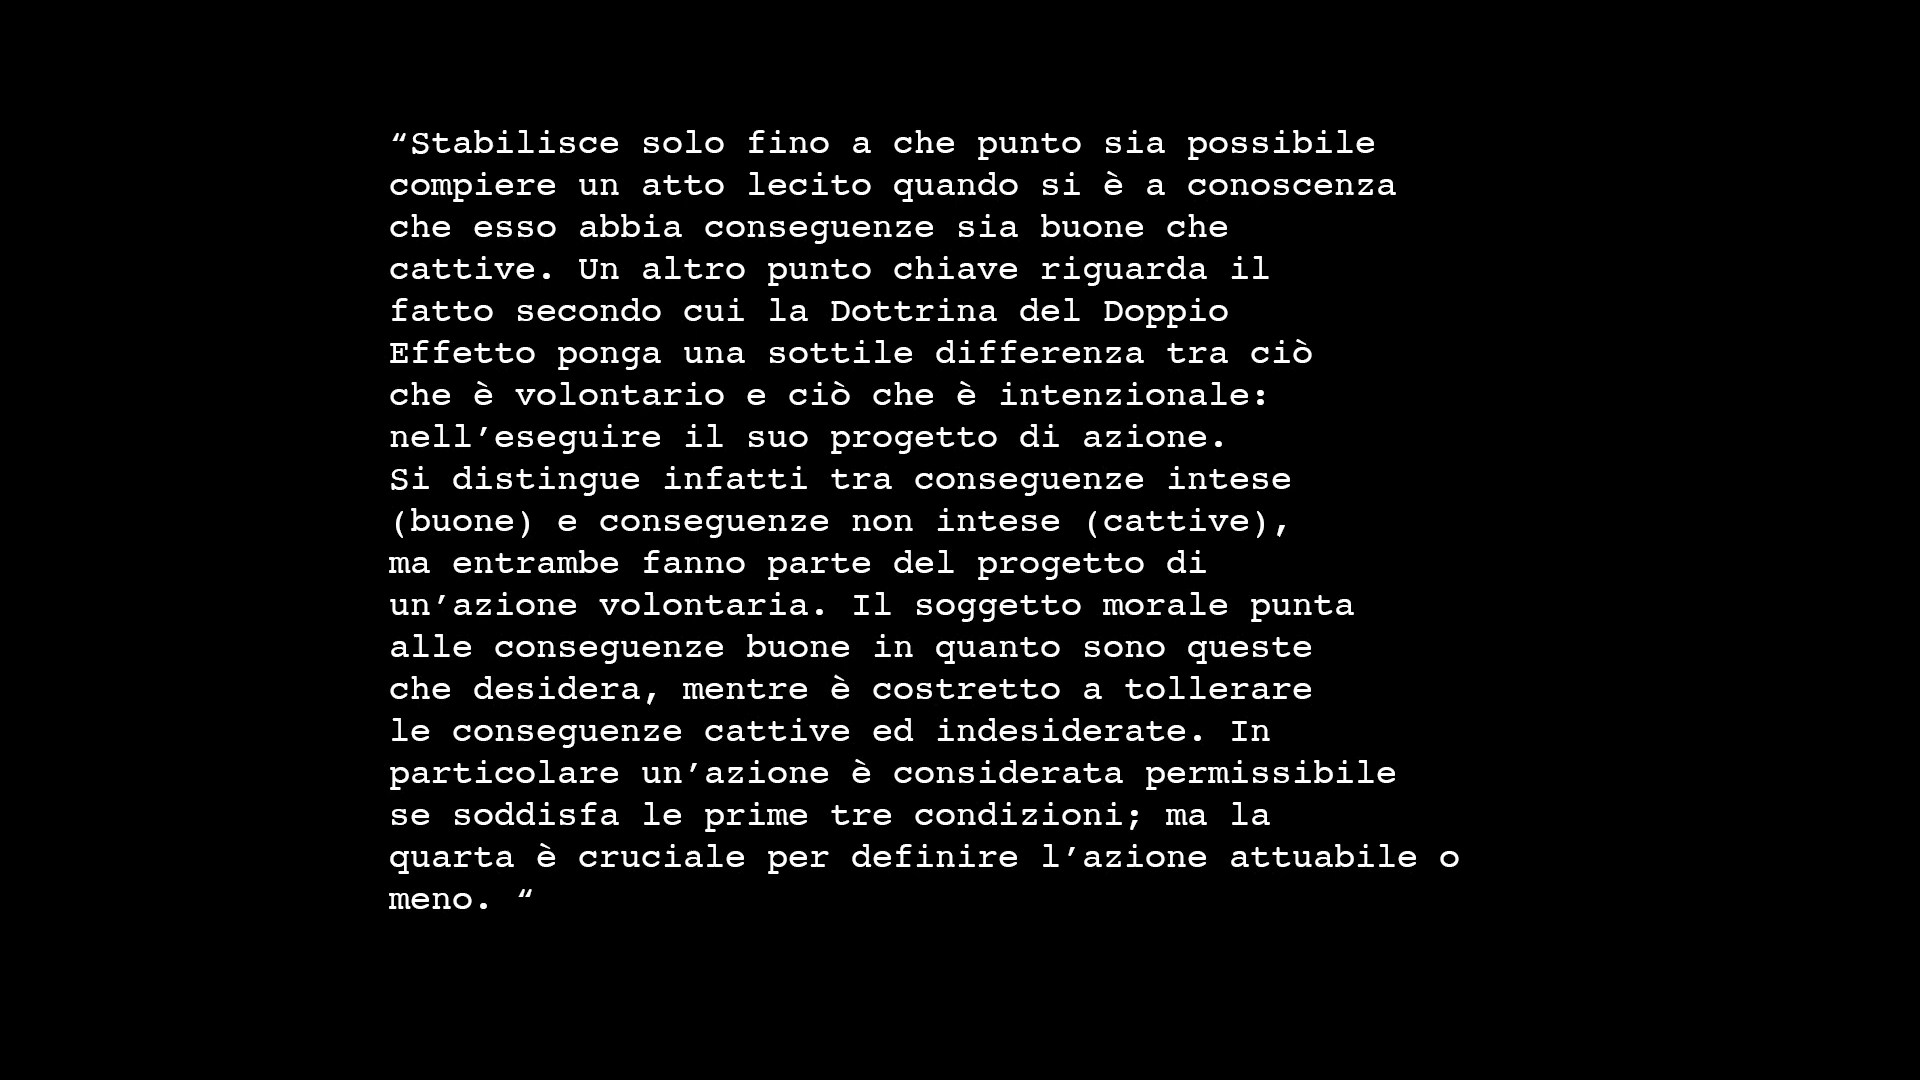 “Stabilisce solo fino a che punto sia possibile
compiere un atto lecito quando si è a conoscenza
che esso abbia conseguenze sia buone che
cattive. Un altro punto chiave riguarda il
fatto secondo cui la Dottrina del Doppio
Effetto ponga una sottile differenza tra ciò
che è volontario e ciò che è intenzionale:
nell’eseguire il suo progetto di azione.
Si distingue infatti tra conseguenze intese
(buone) e conseguenze non intese (cattive),
ma entrambe fanno parte del progetto di
un’azione volontaria. Il soggetto morale punta
alle conseguenze buone in quanto sono queste
che desidera, mentre è costretto a tollerare
le conseguenze cattive ed indesiderate. In
particolare un’azione è considerata permissibile
se soddisfa le prime tre condizioni; ma la
quarta è cruciale per definire l’azione attuabile o
meno. “